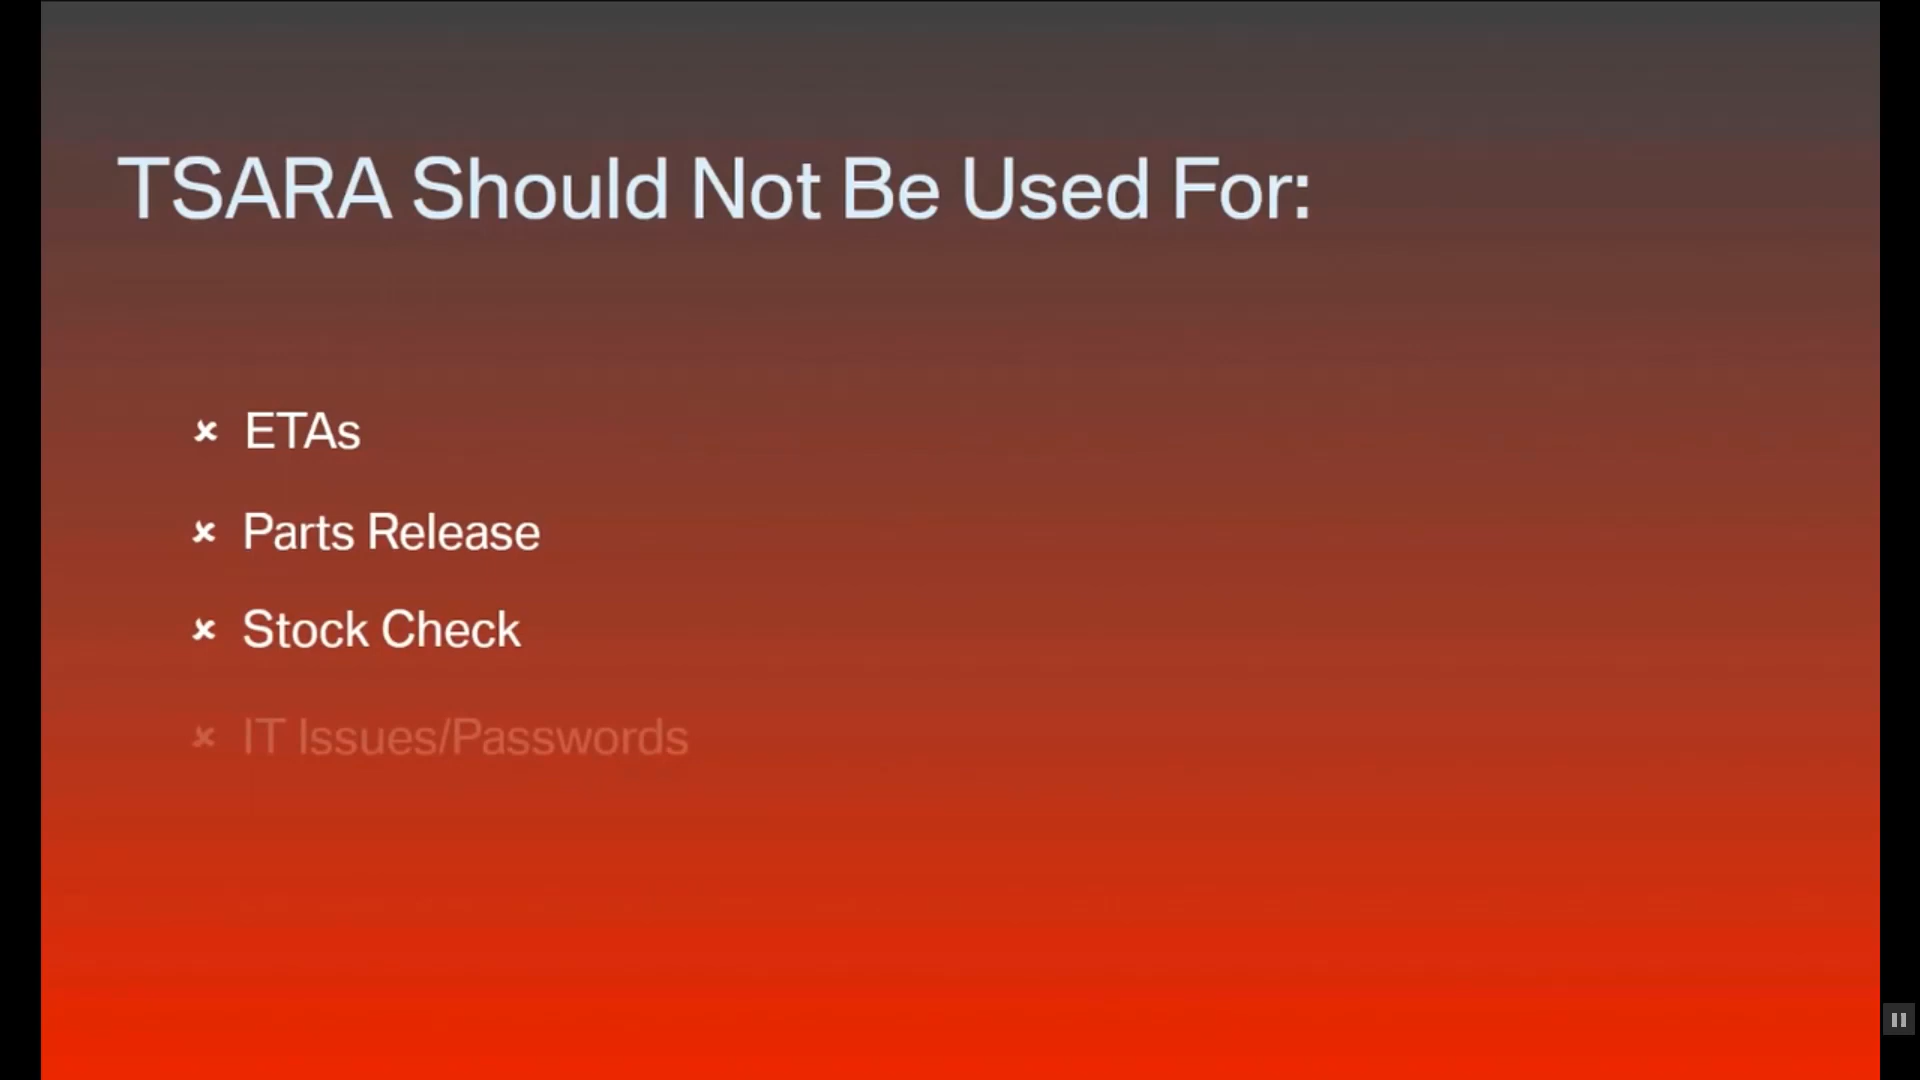 TSARA Should Not Be Used For:
✘ ETAs
✘ Parts Release
✘ Stock Check
✘ IT Issues/Passwords